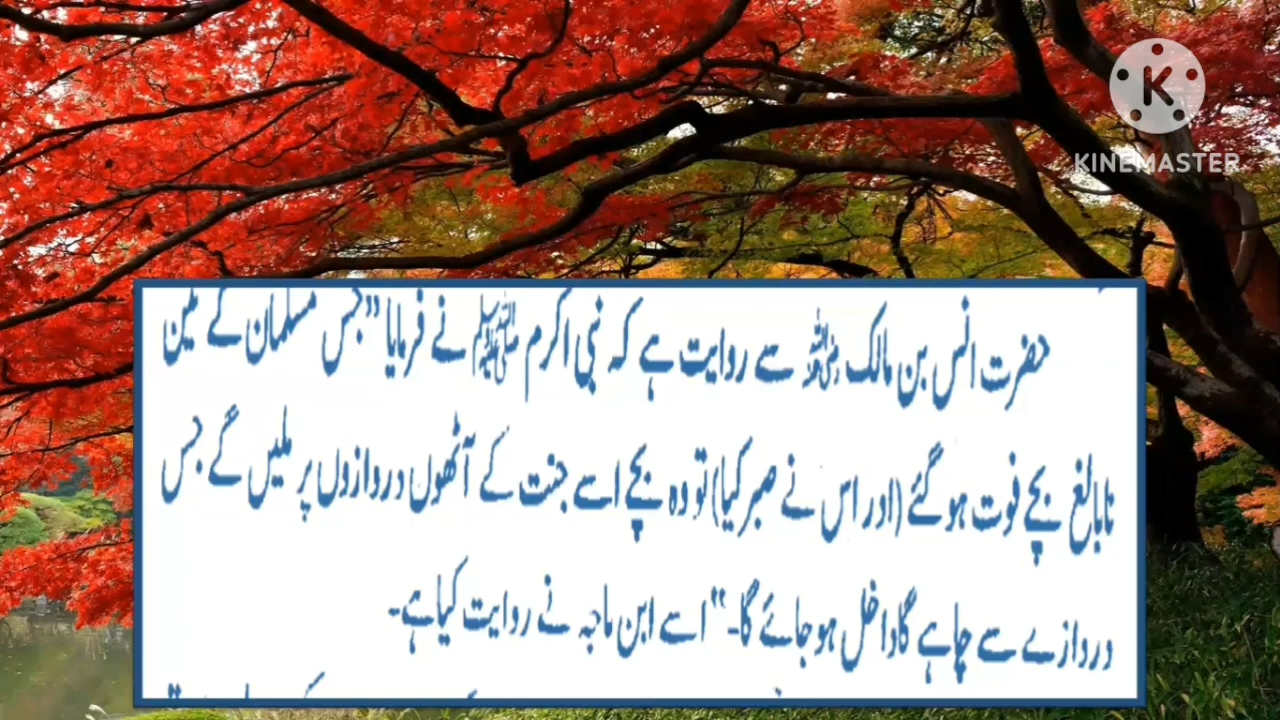 KINEMASTER
حضرت انس بن مالک رضی اللہ عنہ سے روایت ہے کہ نبی اکرم ﷺ نے فرمایا ”جس مسلمان کے تین
نابالغ بچے فوت ہو گئے (اور اس نے صبر کیا) تو وہ بچے اسے جنت کے آٹھوں دروازوں پر ملیں گے جس
دروازے سے چاہے گا داخل ہو جائے گا۔“ اسے ابن ماجہ نے روایت کیا ہے۔